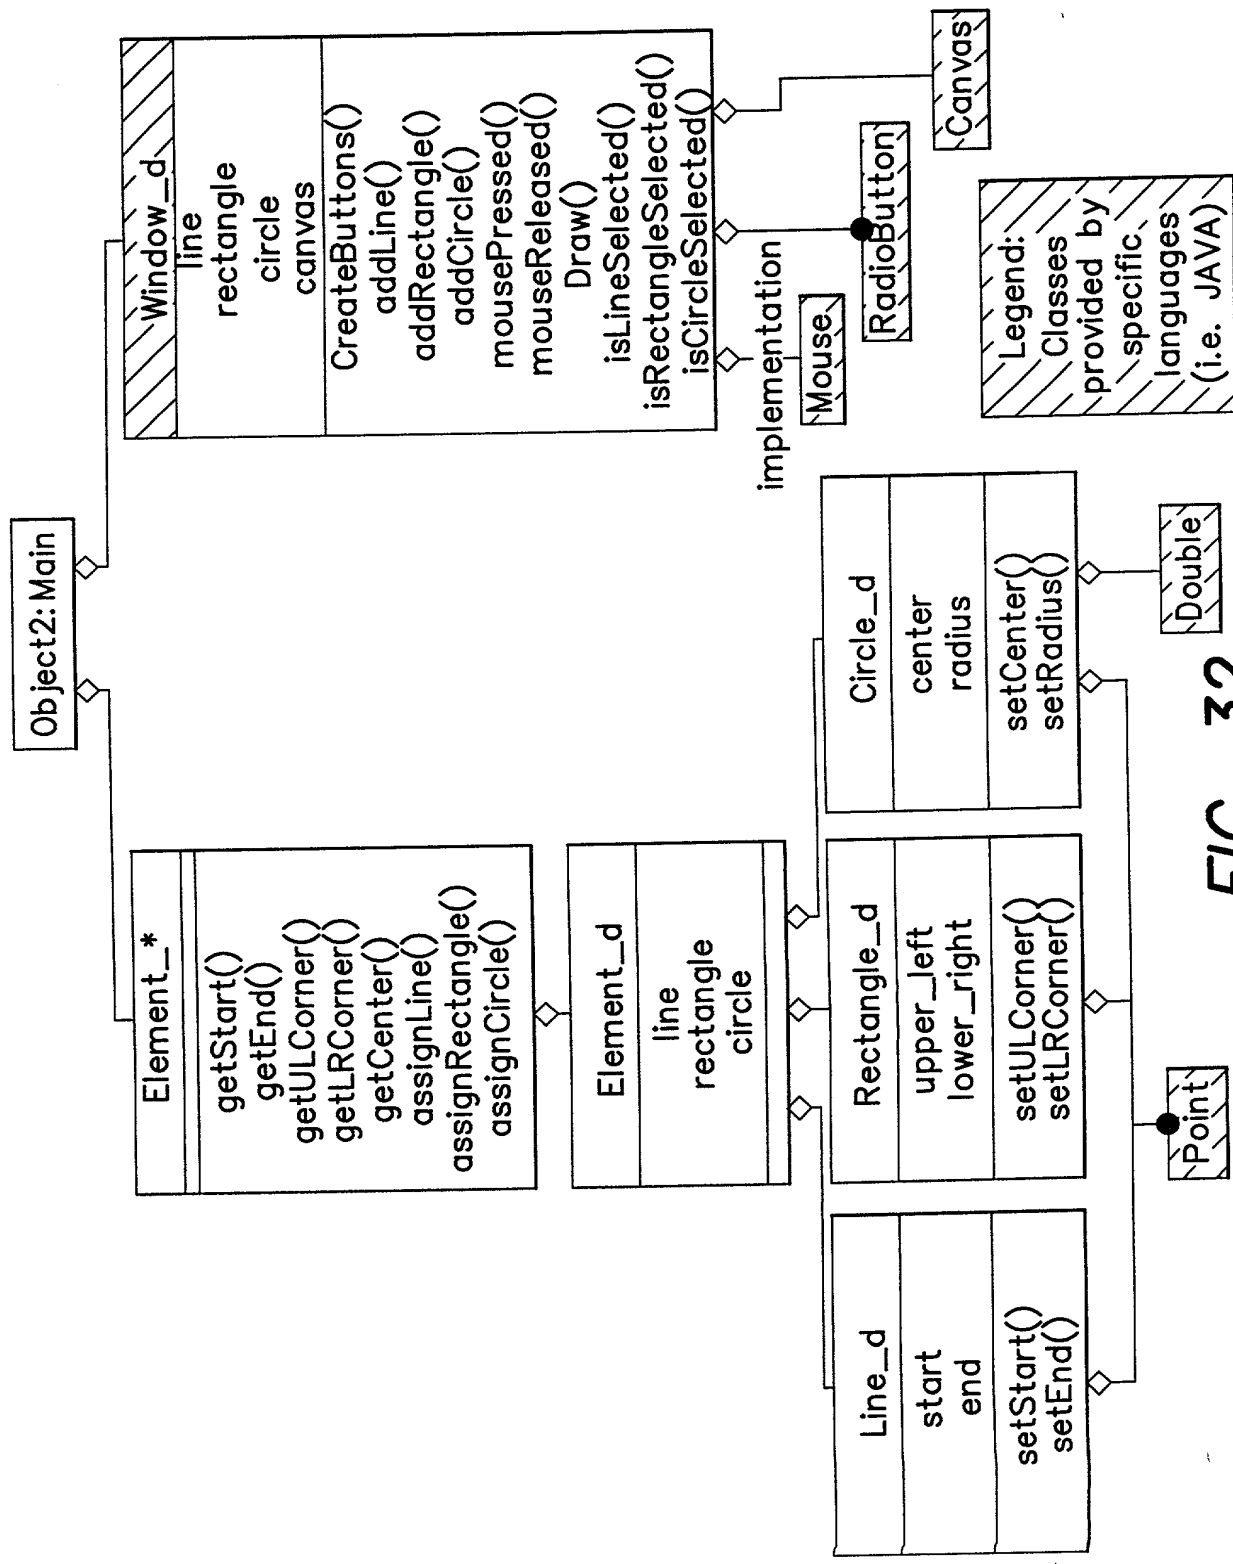 Object2: Main
Element_*
getStart()
getEnd()
getULCorner()
getLRCorner()
getCenter()
assignLine()
assignRectangle()
assignCircle()
Window_d
line
rectangle
circle
canvas
CreateButtons()
addLine()
addRectangle()
addCircle()
mousePressed()
mouseReleased()
Draw()
isLineSelected()
isRectangleSelected()
isCircleSelected()
Element_d
line
rectangle
circle
implementation
Mouse
RadioButton
Canvas
Line_d
start
end
setStart()
setEnd()
Rectangle_d
upper_left
lower_right
setULCorner()
setLRCorner()
Circle_d
center
radius
setCenter()
setRadius()
Point
Double
Legend:
Classes
provided by
specific
languages
(i.e. JAVA)
FIG. 32